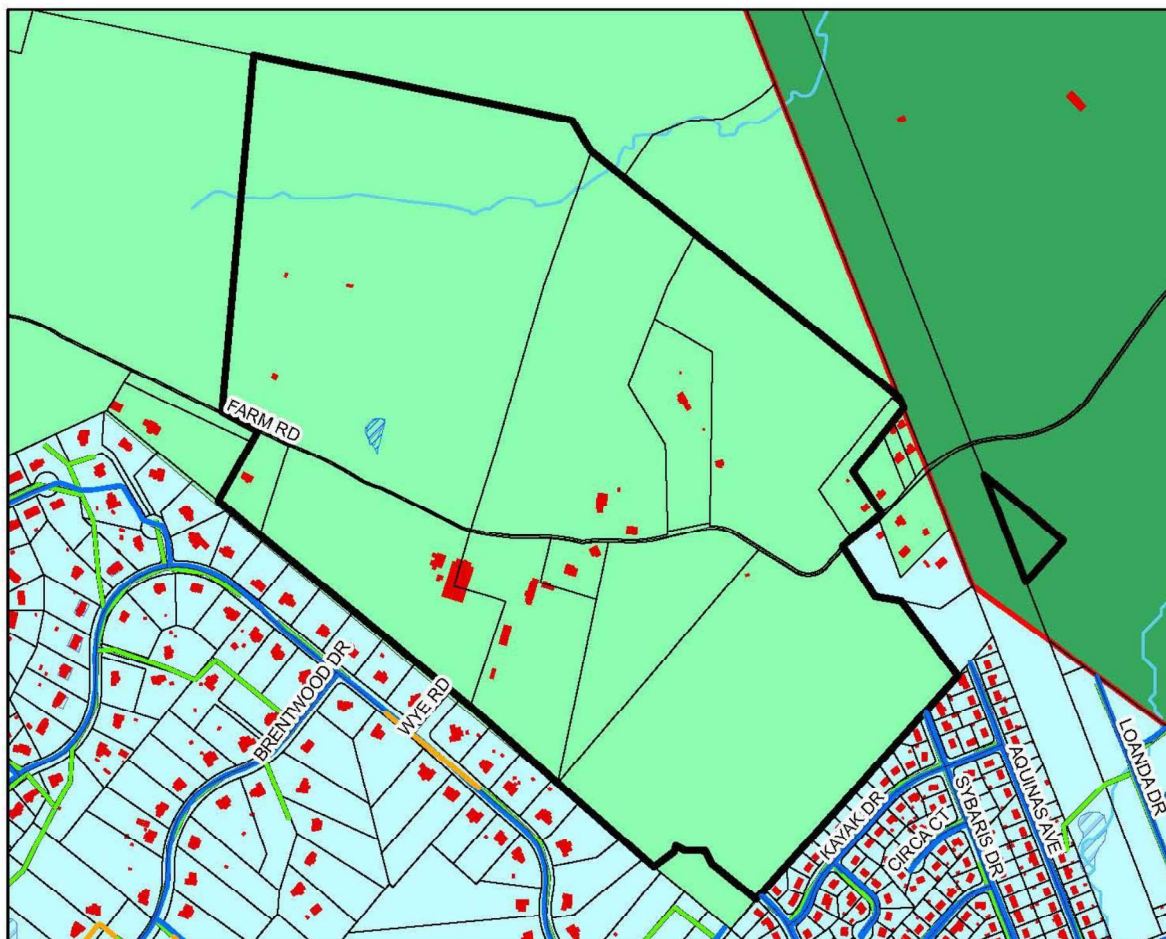 FARM RD
BRENTWOOD DR
WYE RD
LOANDA DR
AQUINAS AVE
SYBARIS DR
KAYAK DR
CIRCA CT